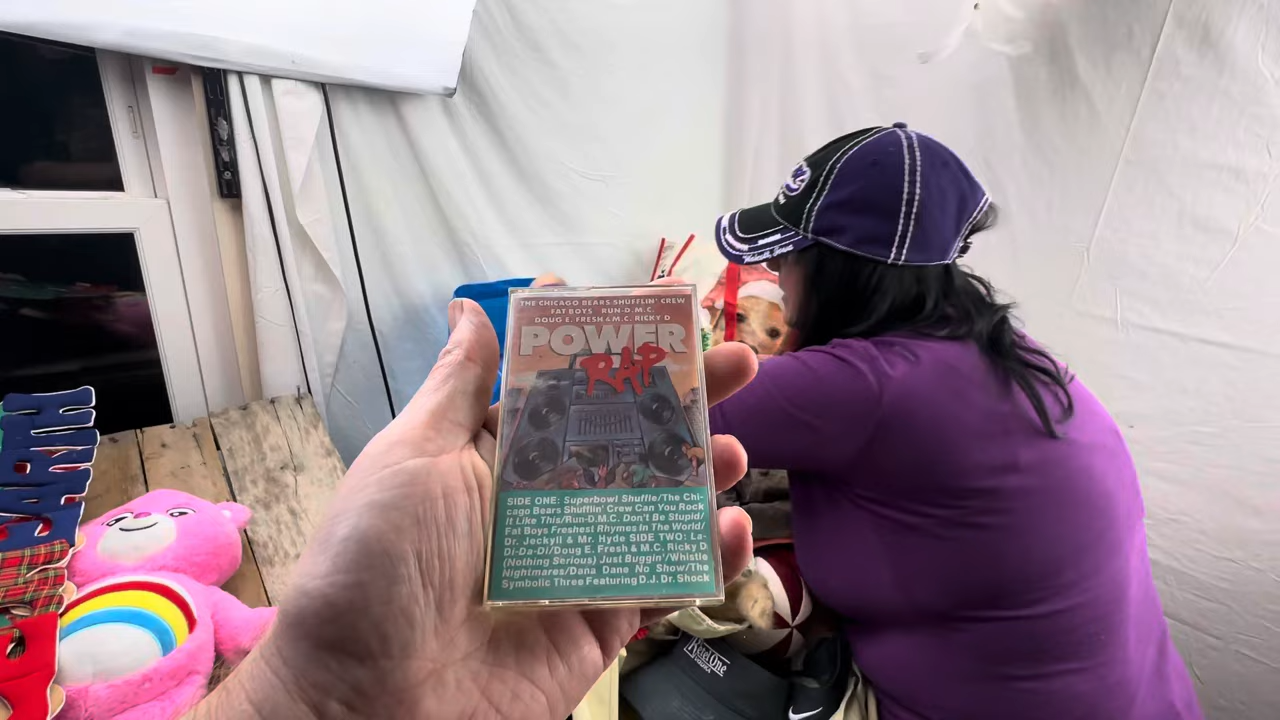 THE CHICAGO BEARS SHUFFLIN' CREW
FAT BOYS RUN-D.M.C.
DOUG E. FRESH & M.C. RICKY D
POWER
RAP
SIDE ONE: Superbowl Shuffle/The Chi-
cago Bears Shufflin' Crew Can You Rock
It Like This/Run-D.M.C. Don't Be Stupid/
Fat Boys Freshest Rhymes In The World/
Dr. Jeckyll & Mr. Hyde SIDE TWO: La-
Di-Da-Di/Doug E. Fresh & M.C. Ricky D
(Nothing Serious) Just Buggin'/Whistle
Nightmares/Dana Dane No Show/The
Symbolic Three Featuring D.J. Dr. Shock
Ketel One
VODKA